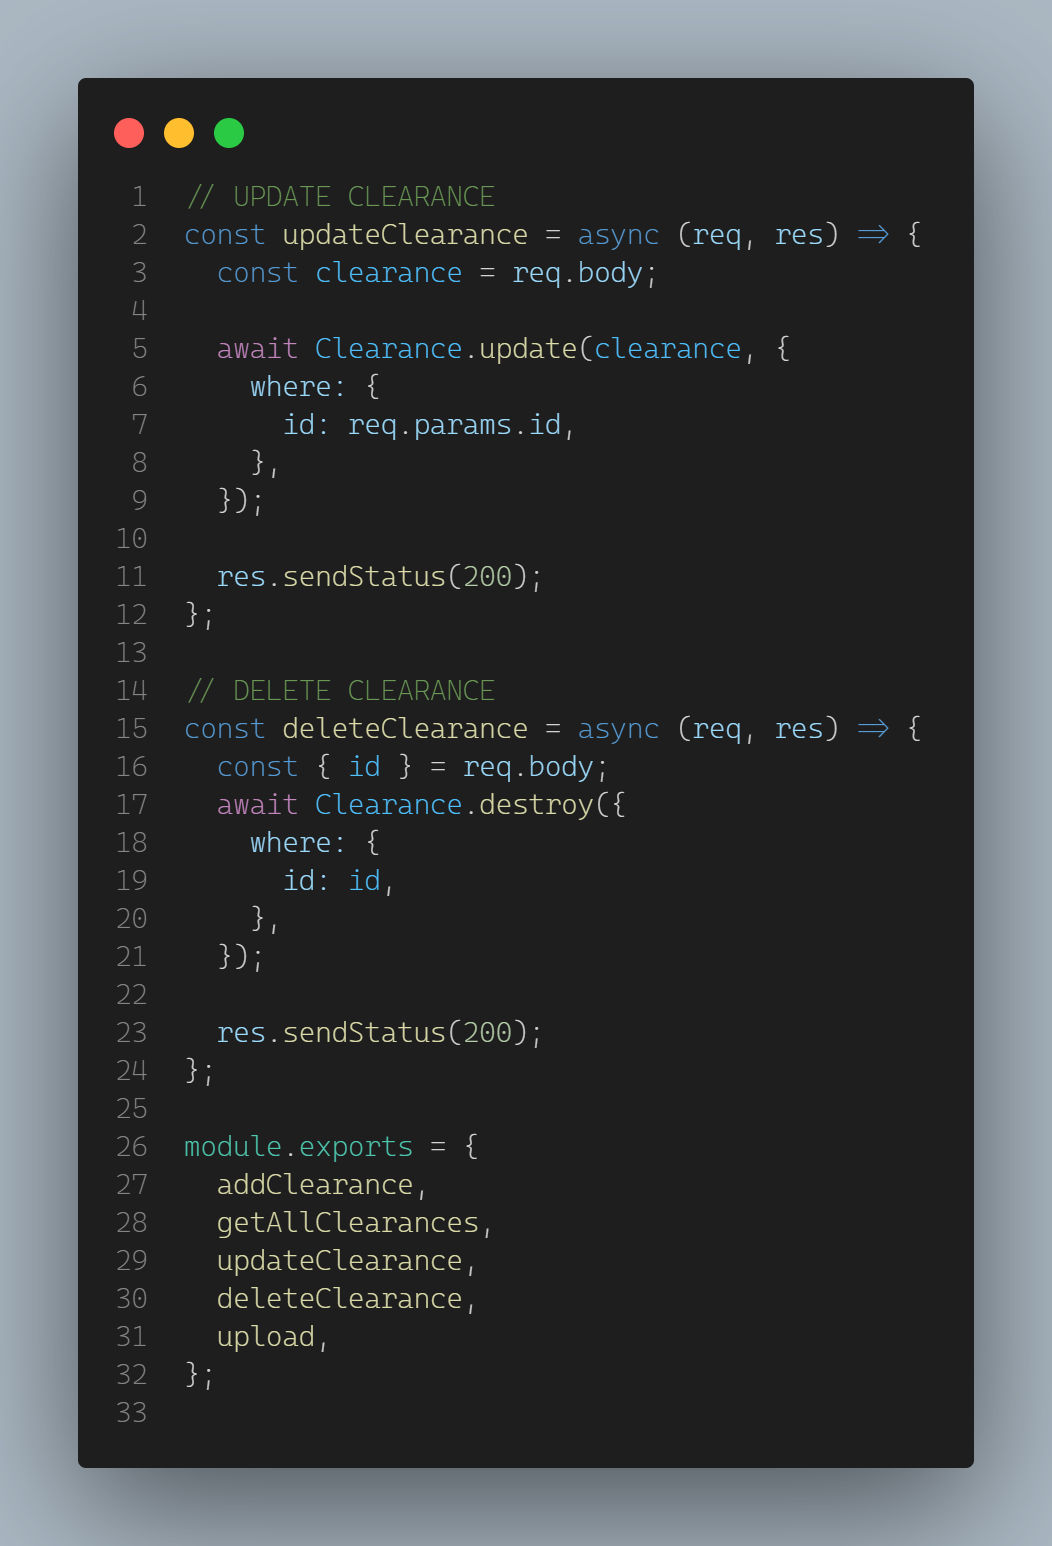 1 // UPDATE CLEARANCE
2 const updateClearance = async (req, res) => {
3   const clearance = req.body;
4
5   await Clearance.update(clearance, {
6     where: {
7       id: req.params.id,
8     },
9   });
10
11   res.sendStatus(200);
12 };
13
14 // DELETE CLEARANCE
15 const deleteClearance = async (req, res) => {
16   const { id } = req.body;
17   await Clearance.destroy({
18     where: {
19       id: id,
20     },
21   });
22
23   res.sendStatus(200);
24 };
25
26 module.exports = {
27   addClearance,
28   getAllClearances,
29   updateClearance,
30   deleteClearance,
31   upload,
32 };
33